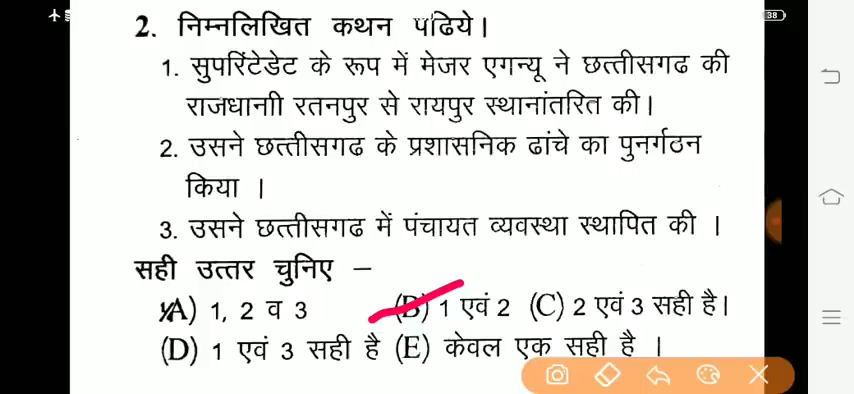 2. निम्नलिखित कथन पढिये।
1. सुपरिंटेडेट के रूप में मेजर एगन्यू ने छत्तीसगढ की
राजधानाी रतनपुर से रायपुर स्थानांतरित की।
2. उसने छत्तीसगढ के प्रशासनिक ढांचे का पुनर्गठन
किया ।
3. उसने छत्तीसगढ में पंचायत व्यवस्था स्थापित की ।
सही उत्तर चुनिए –
(A) 1, 2 व 3 (B) 1 एवं 2 (C) 2 एवं 3 सही है।
(D) 1 एवं 3 सही है (E) केवल एक सही है ।
38